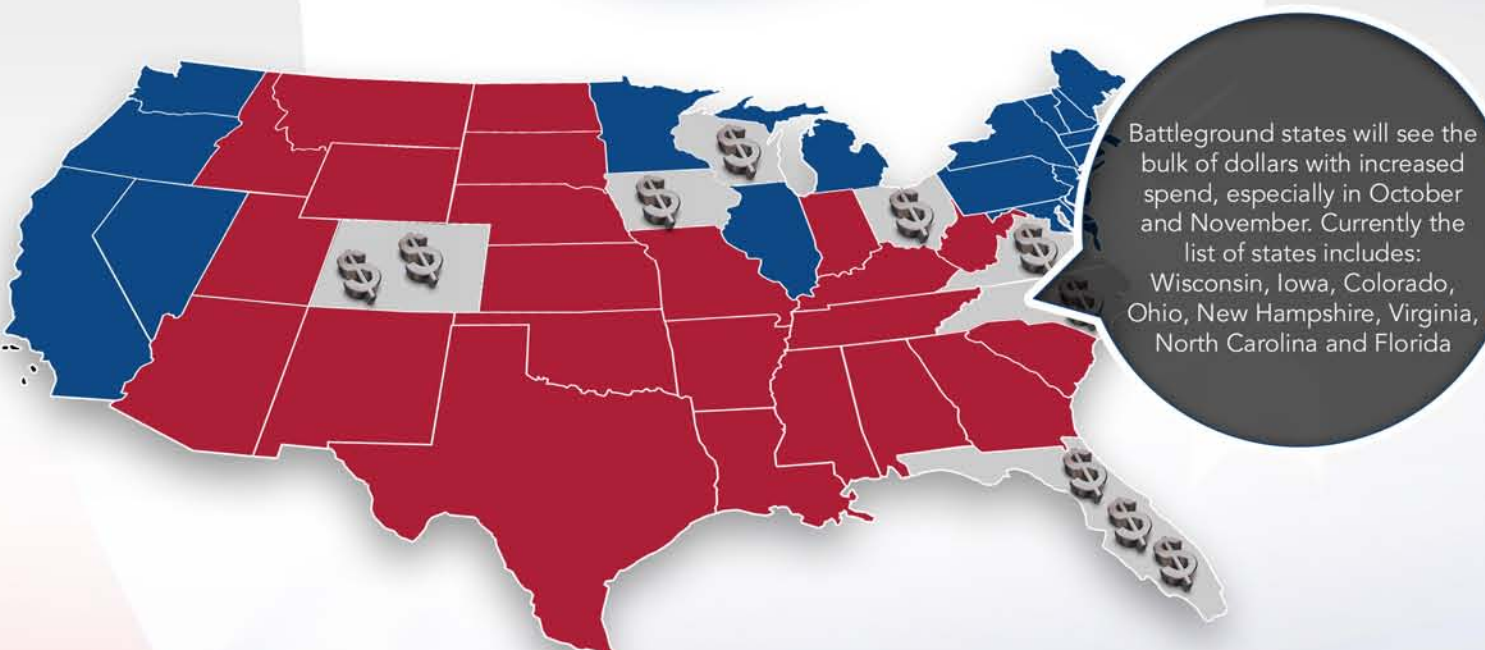 Battleground states will see the
bulk of dollars with increased
spend, especially in October
and November. Currently the
list of states includes:
Wisconsin, Iowa, Colorado,
Ohio, New Hampshire, Virginia,
North Carolina and Florida
$
$
$
$ $
$
$
$
$
$
$